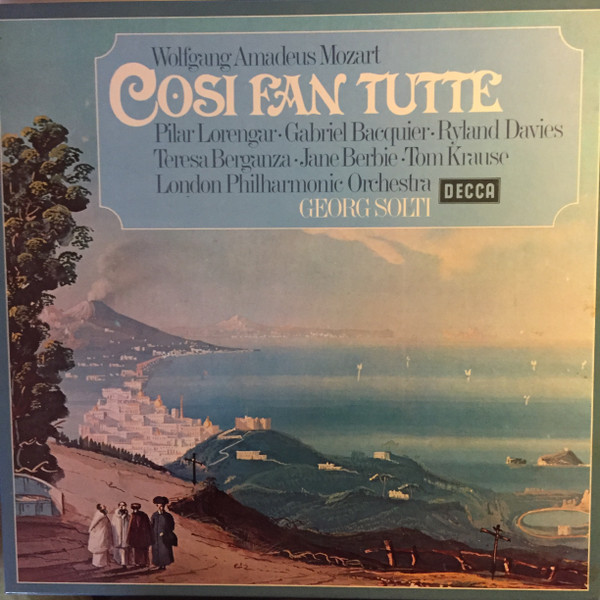 Wolfgang Amadeus Mozart
COSI FAN TUTTE
Pilar Lorengar · Gabriel Bacquier · Ryland Davies
Teresa Berganza · Jane Berbie · Tom Krause
London Philharmonic Orchestra DECCA
GEORG SOLTI